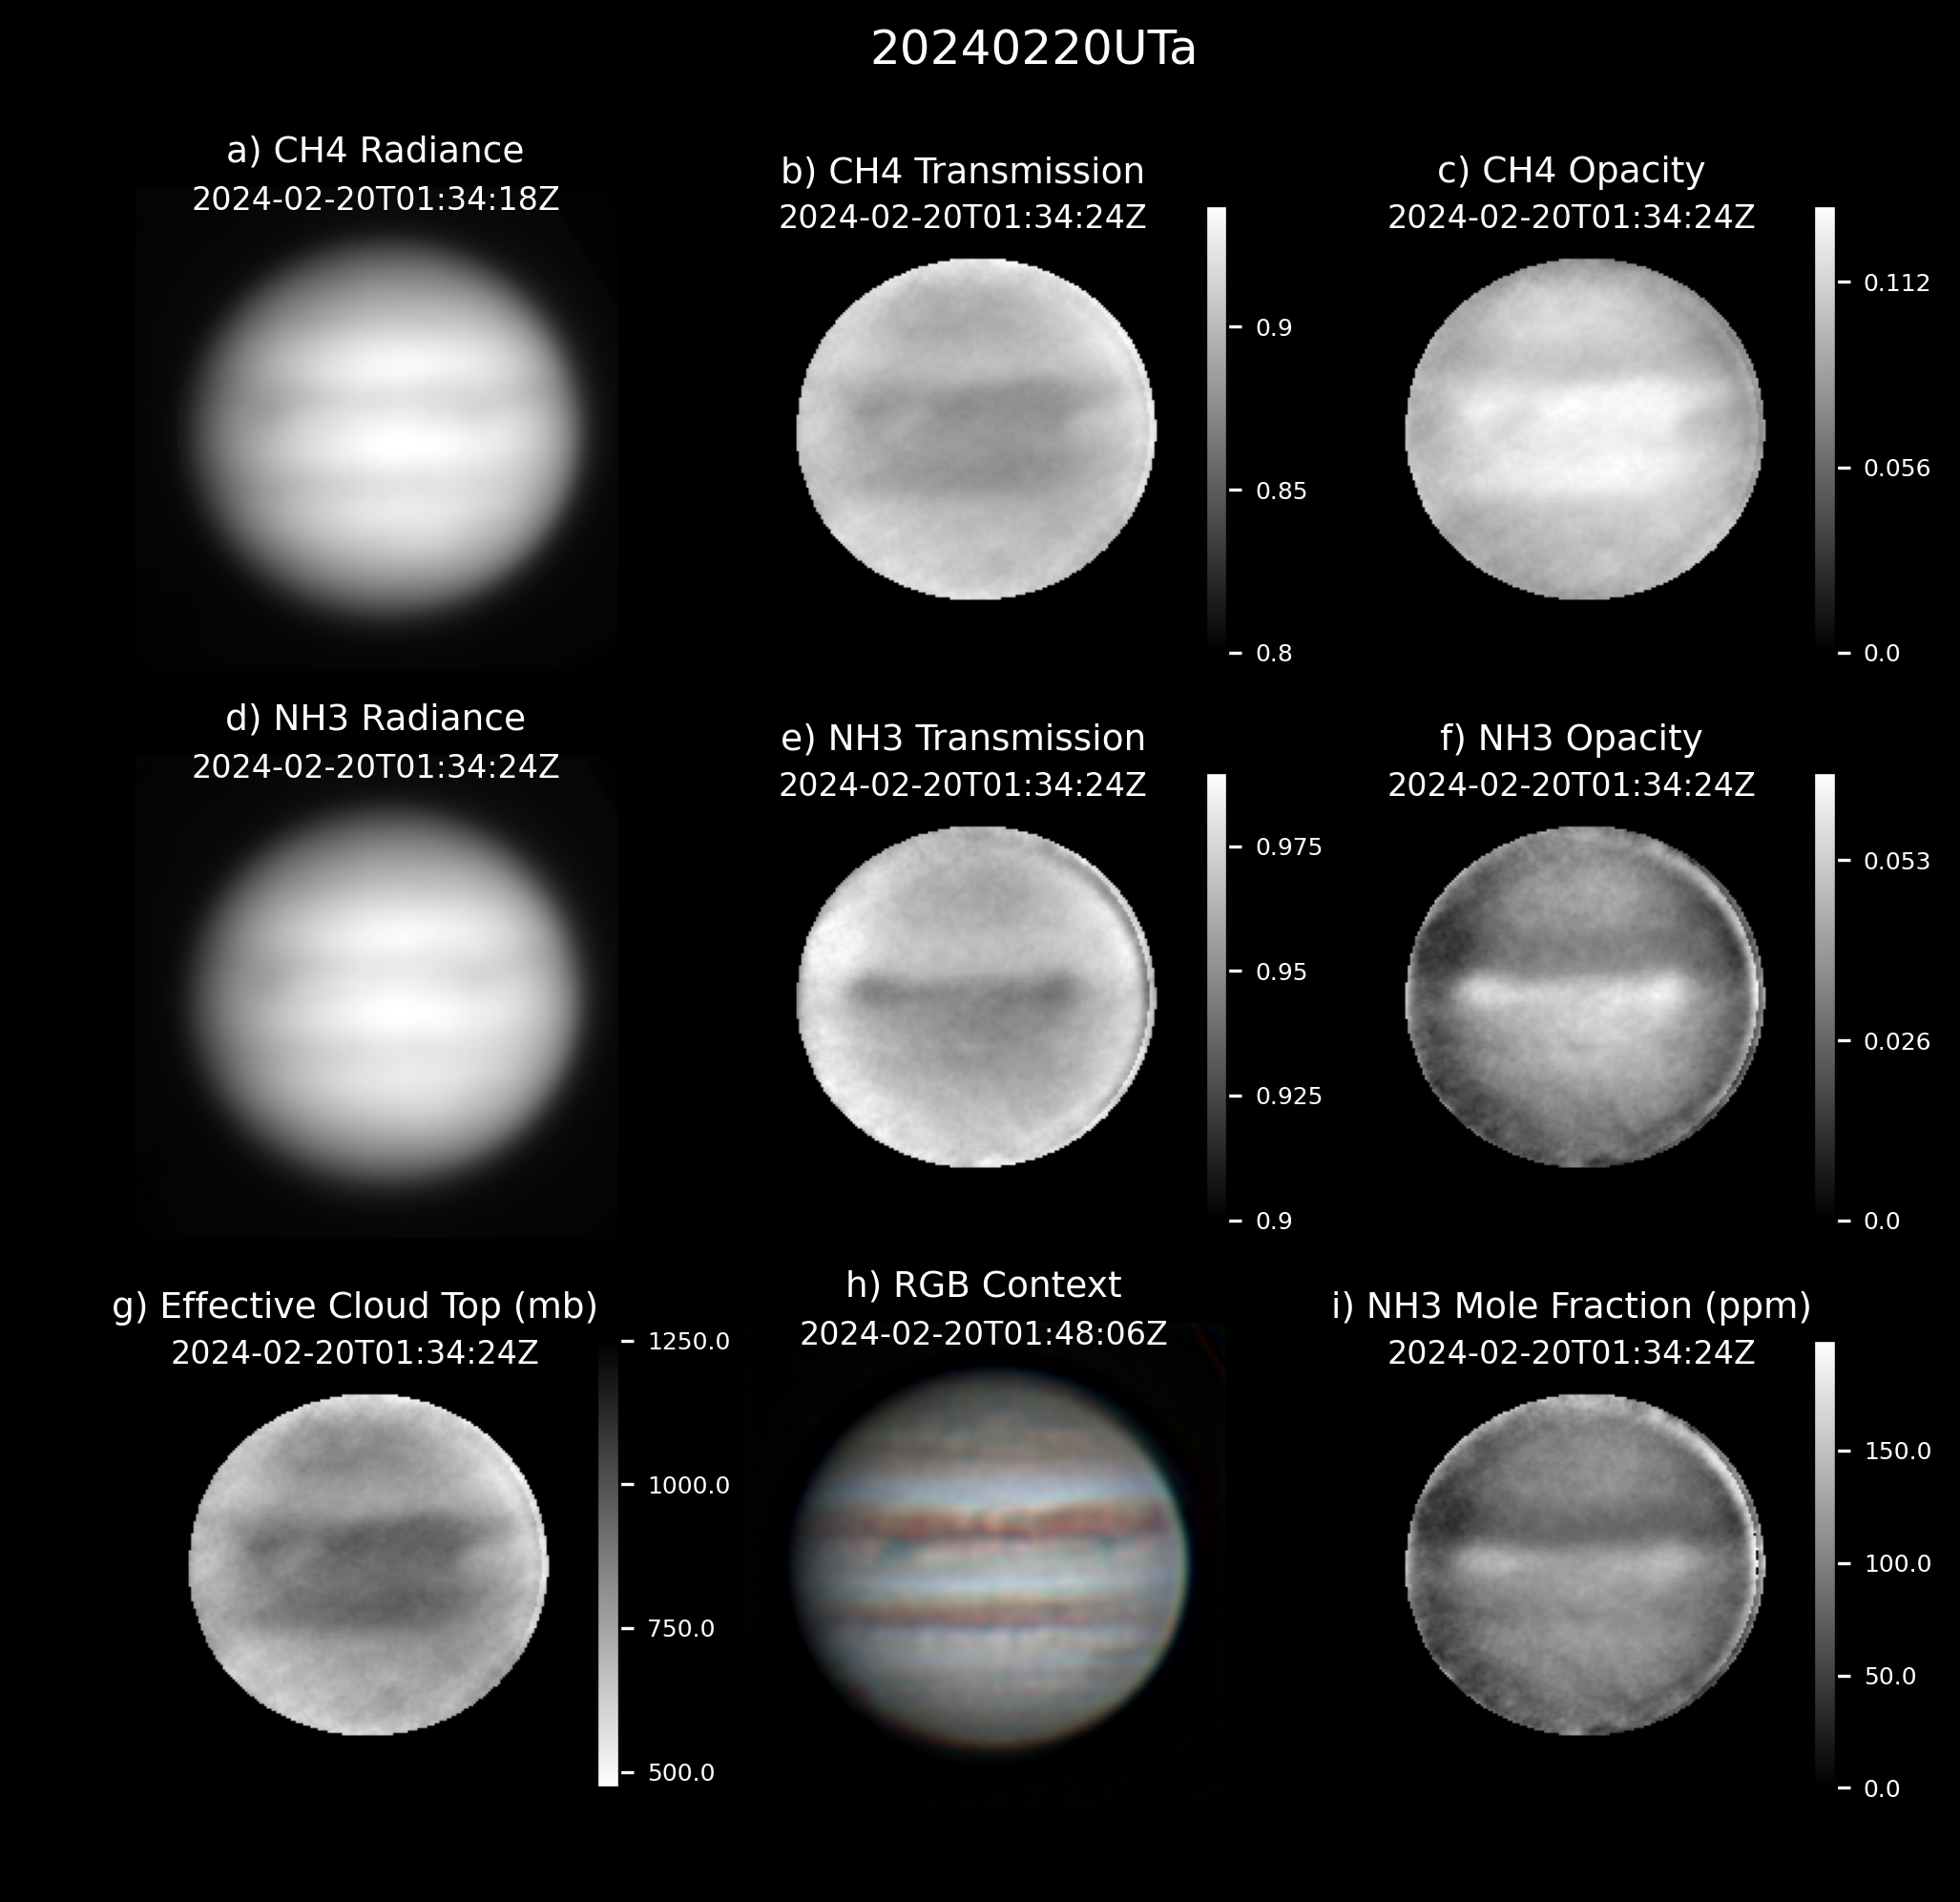 20240220UTa
a) CH4 Radiance
2024-02-20T01:34:18Z
b) CH4 Transmission
2024-02-20T01:34:24Z
0.9
0.85
0.8
c) CH4 Opacity
2024-02-20T01:34:24Z
0.112
0.056
0.0
d) NH3 Radiance
2024-02-20T01:34:24Z
e) NH3 Transmission
2024-02-20T01:34:24Z
0.975
0.95
0.925
0.9
f) NH3 Opacity
2024-02-20T01:34:24Z
0.053
0.026
0.0
g) Effective Cloud Top (mb)
2024-02-20T01:34:24Z
1250.0
1000.0
750.0
500.0
h) RGB Context
2024-02-20T01:48:06Z
i) NH3 Mole Fraction (ppm)
2024-02-20T01:34:24Z
150.0
100.0
50.0
0.0